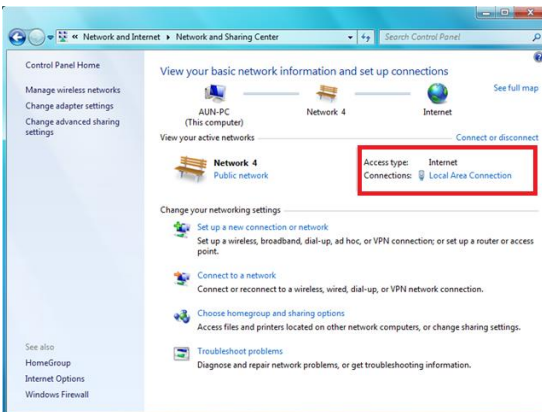 « Network and Internet ▸ Network and Sharing Center
Search Control Panel
Control Panel Home
Manage wireless networks
Change adapter settings
Change advanced sharing
settings
See also
HomeGroup
Internet Options
Windows Firewall
View your basic network information and set up connections
See full map
AUN-PC
(This computer)
Network 4
Internet
View your active networks
Connect or disconnect
Network 4
Public network
Access type: Internet
Connections: Local Area Connection
Change your networking settings
Set up a new connection or network
Set up a wireless, broadband, dial-up, ad hoc, or VPN connection; or set up a router or access
point.
Connect to a network
Connect or reconnect to a wireless, wired, dial-up, or VPN network connection.
Choose homegroup and sharing options
Access files and printers located on other network computers, or change sharing settings.
Troubleshoot problems
Diagnose and repair network problems, or get troubleshooting information.